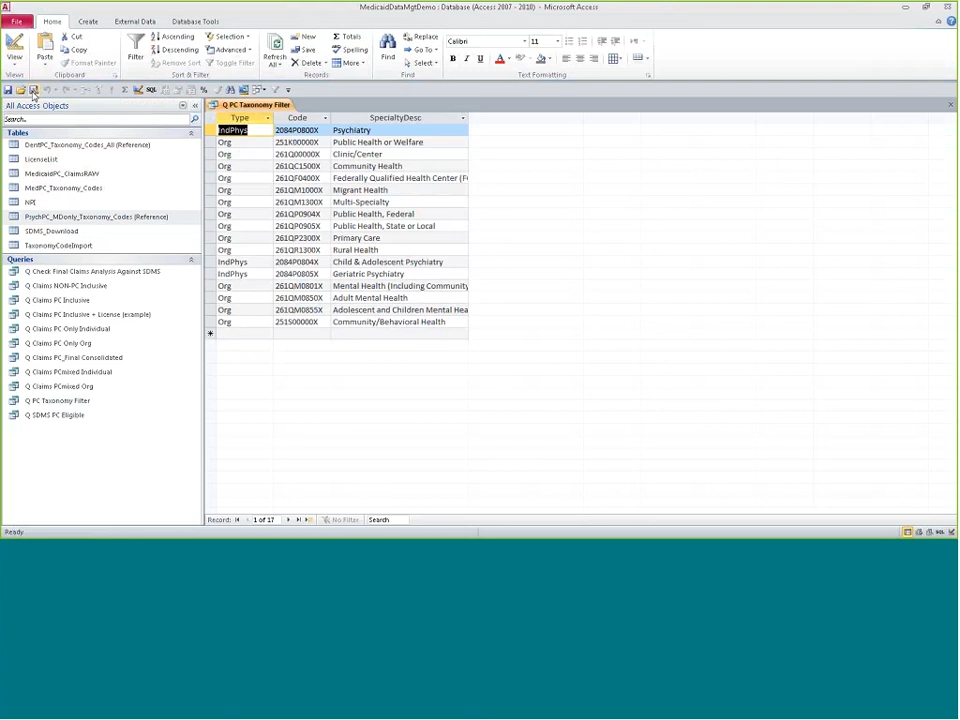 MedicaidDataMgtDemo : Database (Access 2007 - 2010) - Microsoft Access
File Home Create External Data Database Tools
View
Views
Paste
Cut
Copy
Format Painter
Clipboard
Filter
Ascending
Descending
Remove Sort
Selection
Advanced
Toggle Filter
Sort & Filter
Refresh All
New
Save
Delete
Totals
Spelling
More
Records
Find
Replace
Go To
Select
Find
Calibri 11
B I U A
Text Formatting
SQL
All Access Objects
Search...
Tables
DentPC_Taxonomy_Codes_All (Reference)
LicenseList
MedicaidPC_ClaimsRAW
MedPC_Taxonomy_Codes
NPI
PsychPC_MDonly_Taxonomy_Codes (Reference)
SDMS_Download
TaxonomyCodeImport
Queries
Q Check Final Claims Analysis Against SDMS
Q Claims NON-PC Inclusive
Q Claims PC Inclusive
Q Claims PC Inclusive + License (example)
Q Claims PC Only Individual
Q Claims PC Only Org
Q Claims PC_Final Consolidated
Q Claims PCmixed Individual
Q Claims PCmixed Org
Q PC Taxonomy Filter
Q SDMS PC Eligible
Q PC Taxonomy Filter
Type Code SpecialtyDesc
IndPhys 2084P0800X Psychiatry
Org 251K00000X Public Health or Welfare
Org 261Q00000X Clinic/Center
Org 261QC1500X Community Health
Org 261QF0400X Federally Qualified Health Center (F
Org 261QM1000X Migrant Health
Org 261QM1300X Multi-Specialty
Org 261QP0904X Public Health, Federal
Org 261QP0905X Public Health, State or Local
Org 261QP2300X Primary Care
Org 261QR1300X Rural Health
IndPhys 2084P0804X Child & Adolescent Psychiatry
IndPhys 2084P0805X Geriatric Psychiatry
Org 261QM0801X Mental Health (Including Community
Org 261QM0850X Adult Mental Health
Org 261QM0855X Adolescent and Children Mental Hea
Org 251S00000X Community/Behavioral Health
Record: 1 of 17 No Filter Search
Ready SQL